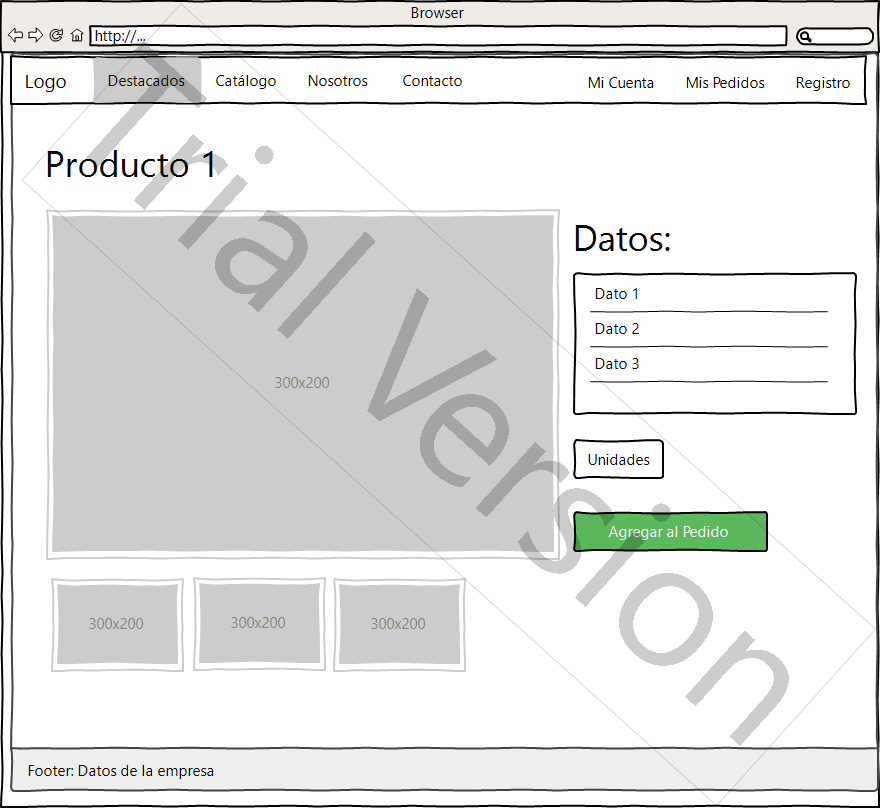 Browser
http://...
Logo
Destacados
Catálogo
Nosotros
Contacto
Mi Cuenta
Mis Pedidos
Registro
Producto 1
300x200
Datos:
Dato 1
Dato 2
Dato 3
Unidades
Agregar al Pedido
300x200
300x200
300x200
Footer: Datos de la empresa
Trial Version